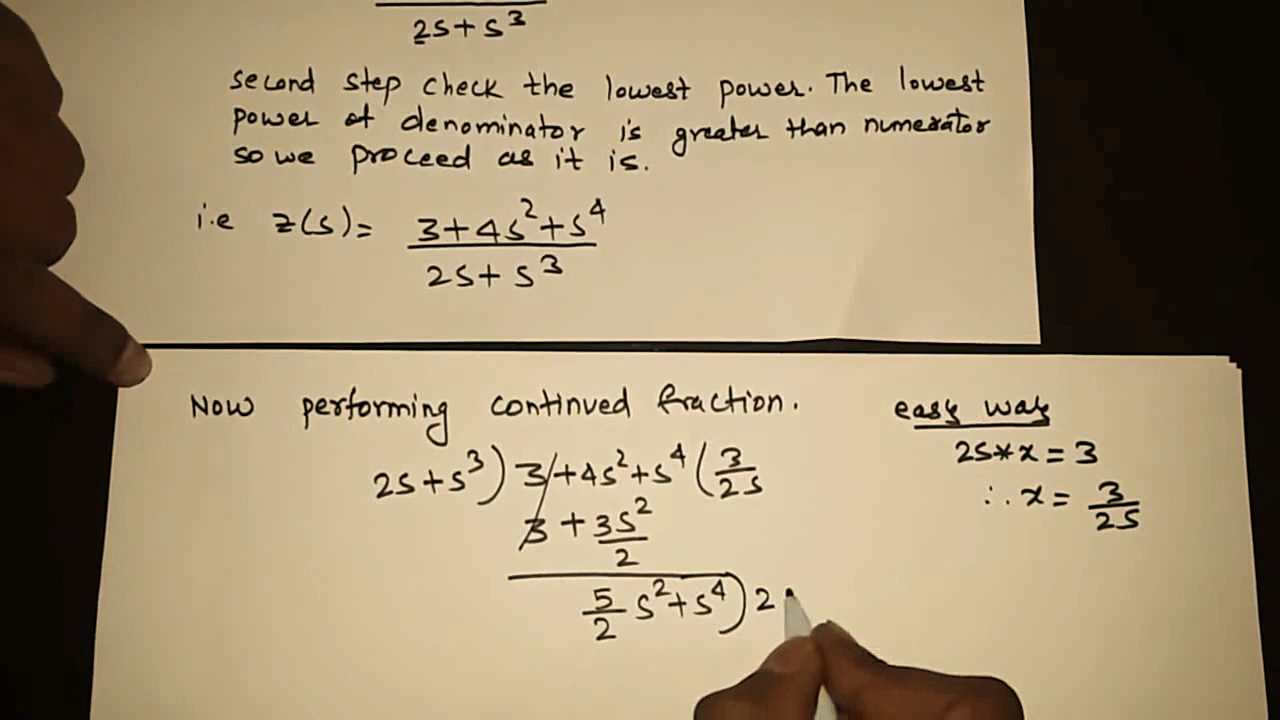 2s+s³
second step check the lowest power. The lowest
power of denominator is greater than numerator
so we proceed as it is.
i.e z(s)= 3+4s²+s⁴
2s+s³
Now performing continued fraction.
easy way
2s*x=3
∴x= 3/2s
2s+s³) 3+4s²+s⁴ ( 3/2s
3 + 3s²/2
5/2 s²+s⁴) 2